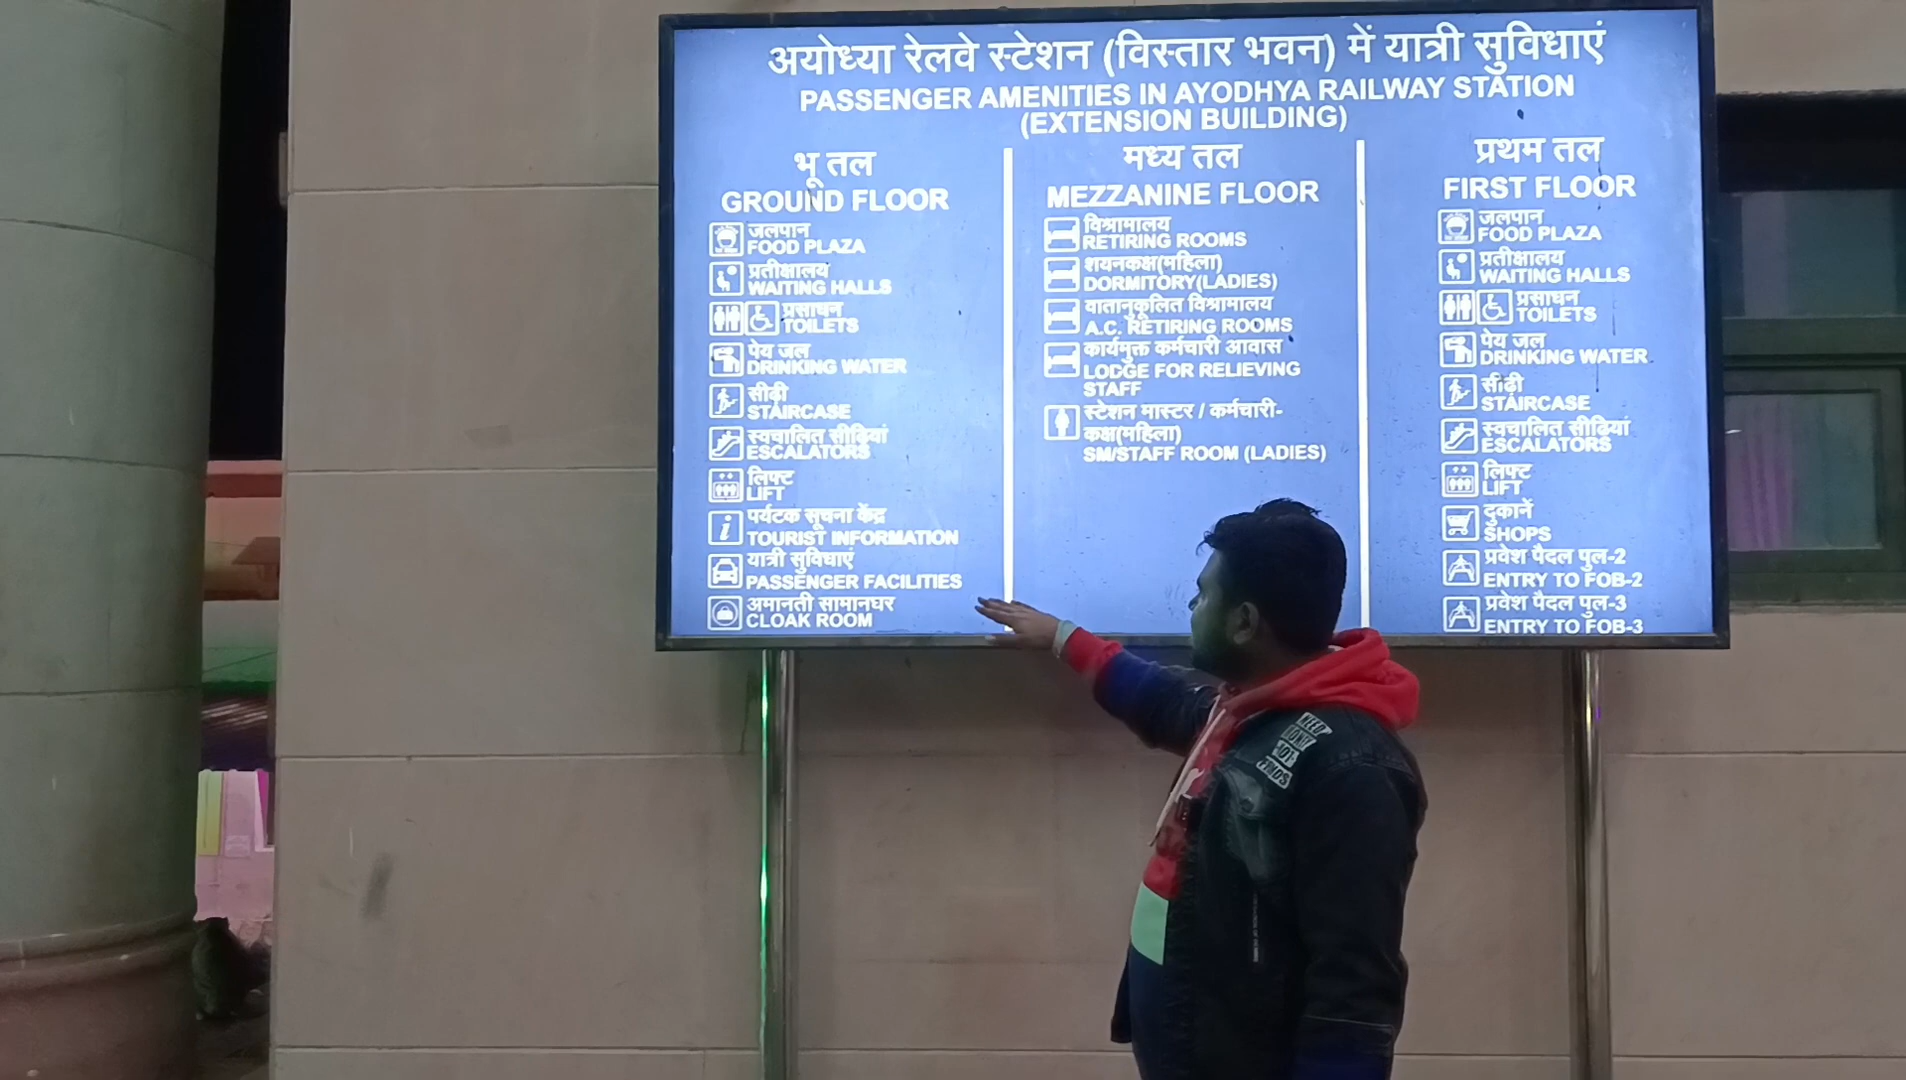 अयोध्या रेलवे स्टेशन (विस्तार भवन) में यात्री सुविधाएं
PASSENGER AMENITIES IN AYODHYA RAILWAY STATION
(EXTENSION BUILDING)
भू तल
GROUND FLOOR
जलपान
FOOD PLAZA
प्रतीक्षालय
WAITING HALLS
प्रसाधन
TOILETS
पेय जल
DRINKING WATER
सीढ़ी
STAIRCASE
स्वचालित सीढ़ियां
ESCALATORS
लिफ्ट
LIFT
पर्यटक सूचना केंद्र
TOURIST INFORMATION
यात्री सुविधाएं
PASSENGER FACILITIES
अमानती सामानघर
CLOAK ROOM
मध्य तल
MEZZANINE FLOOR
विश्रामालय
RETIRING ROOMS
शयनकक्ष(महिला)
DORMITORY(LADIES)
वातानुकूलित विश्रामालय
A.C. RETIRING ROOMS
कार्यमुक्त कर्मचारी आवास
LODGE FOR RELIEVING
STAFF
स्टेशन मास्टर / कर्मचारी-
कक्ष(महिला)
SM/STAFF ROOM (LADIES)
प्रथम तल
FIRST FLOOR
जलपान
FOOD PLAZA
प्रतीक्षालय
WAITING HALLS
प्रसाधन
TOILETS
पेय जल
DRINKING WATER
सीढ़ी
STAIRCASE
स्वचालित सीढ़ियां
ESCALATORS
लिफ्ट
LIFT
दुकानें
SHOPS
प्रवेश पैदल पुल-2
ENTRY TO FOB-2
प्रवेश पैदल पुल-3
ENTRY TO FOB-3
NEED
MONEY
NOT